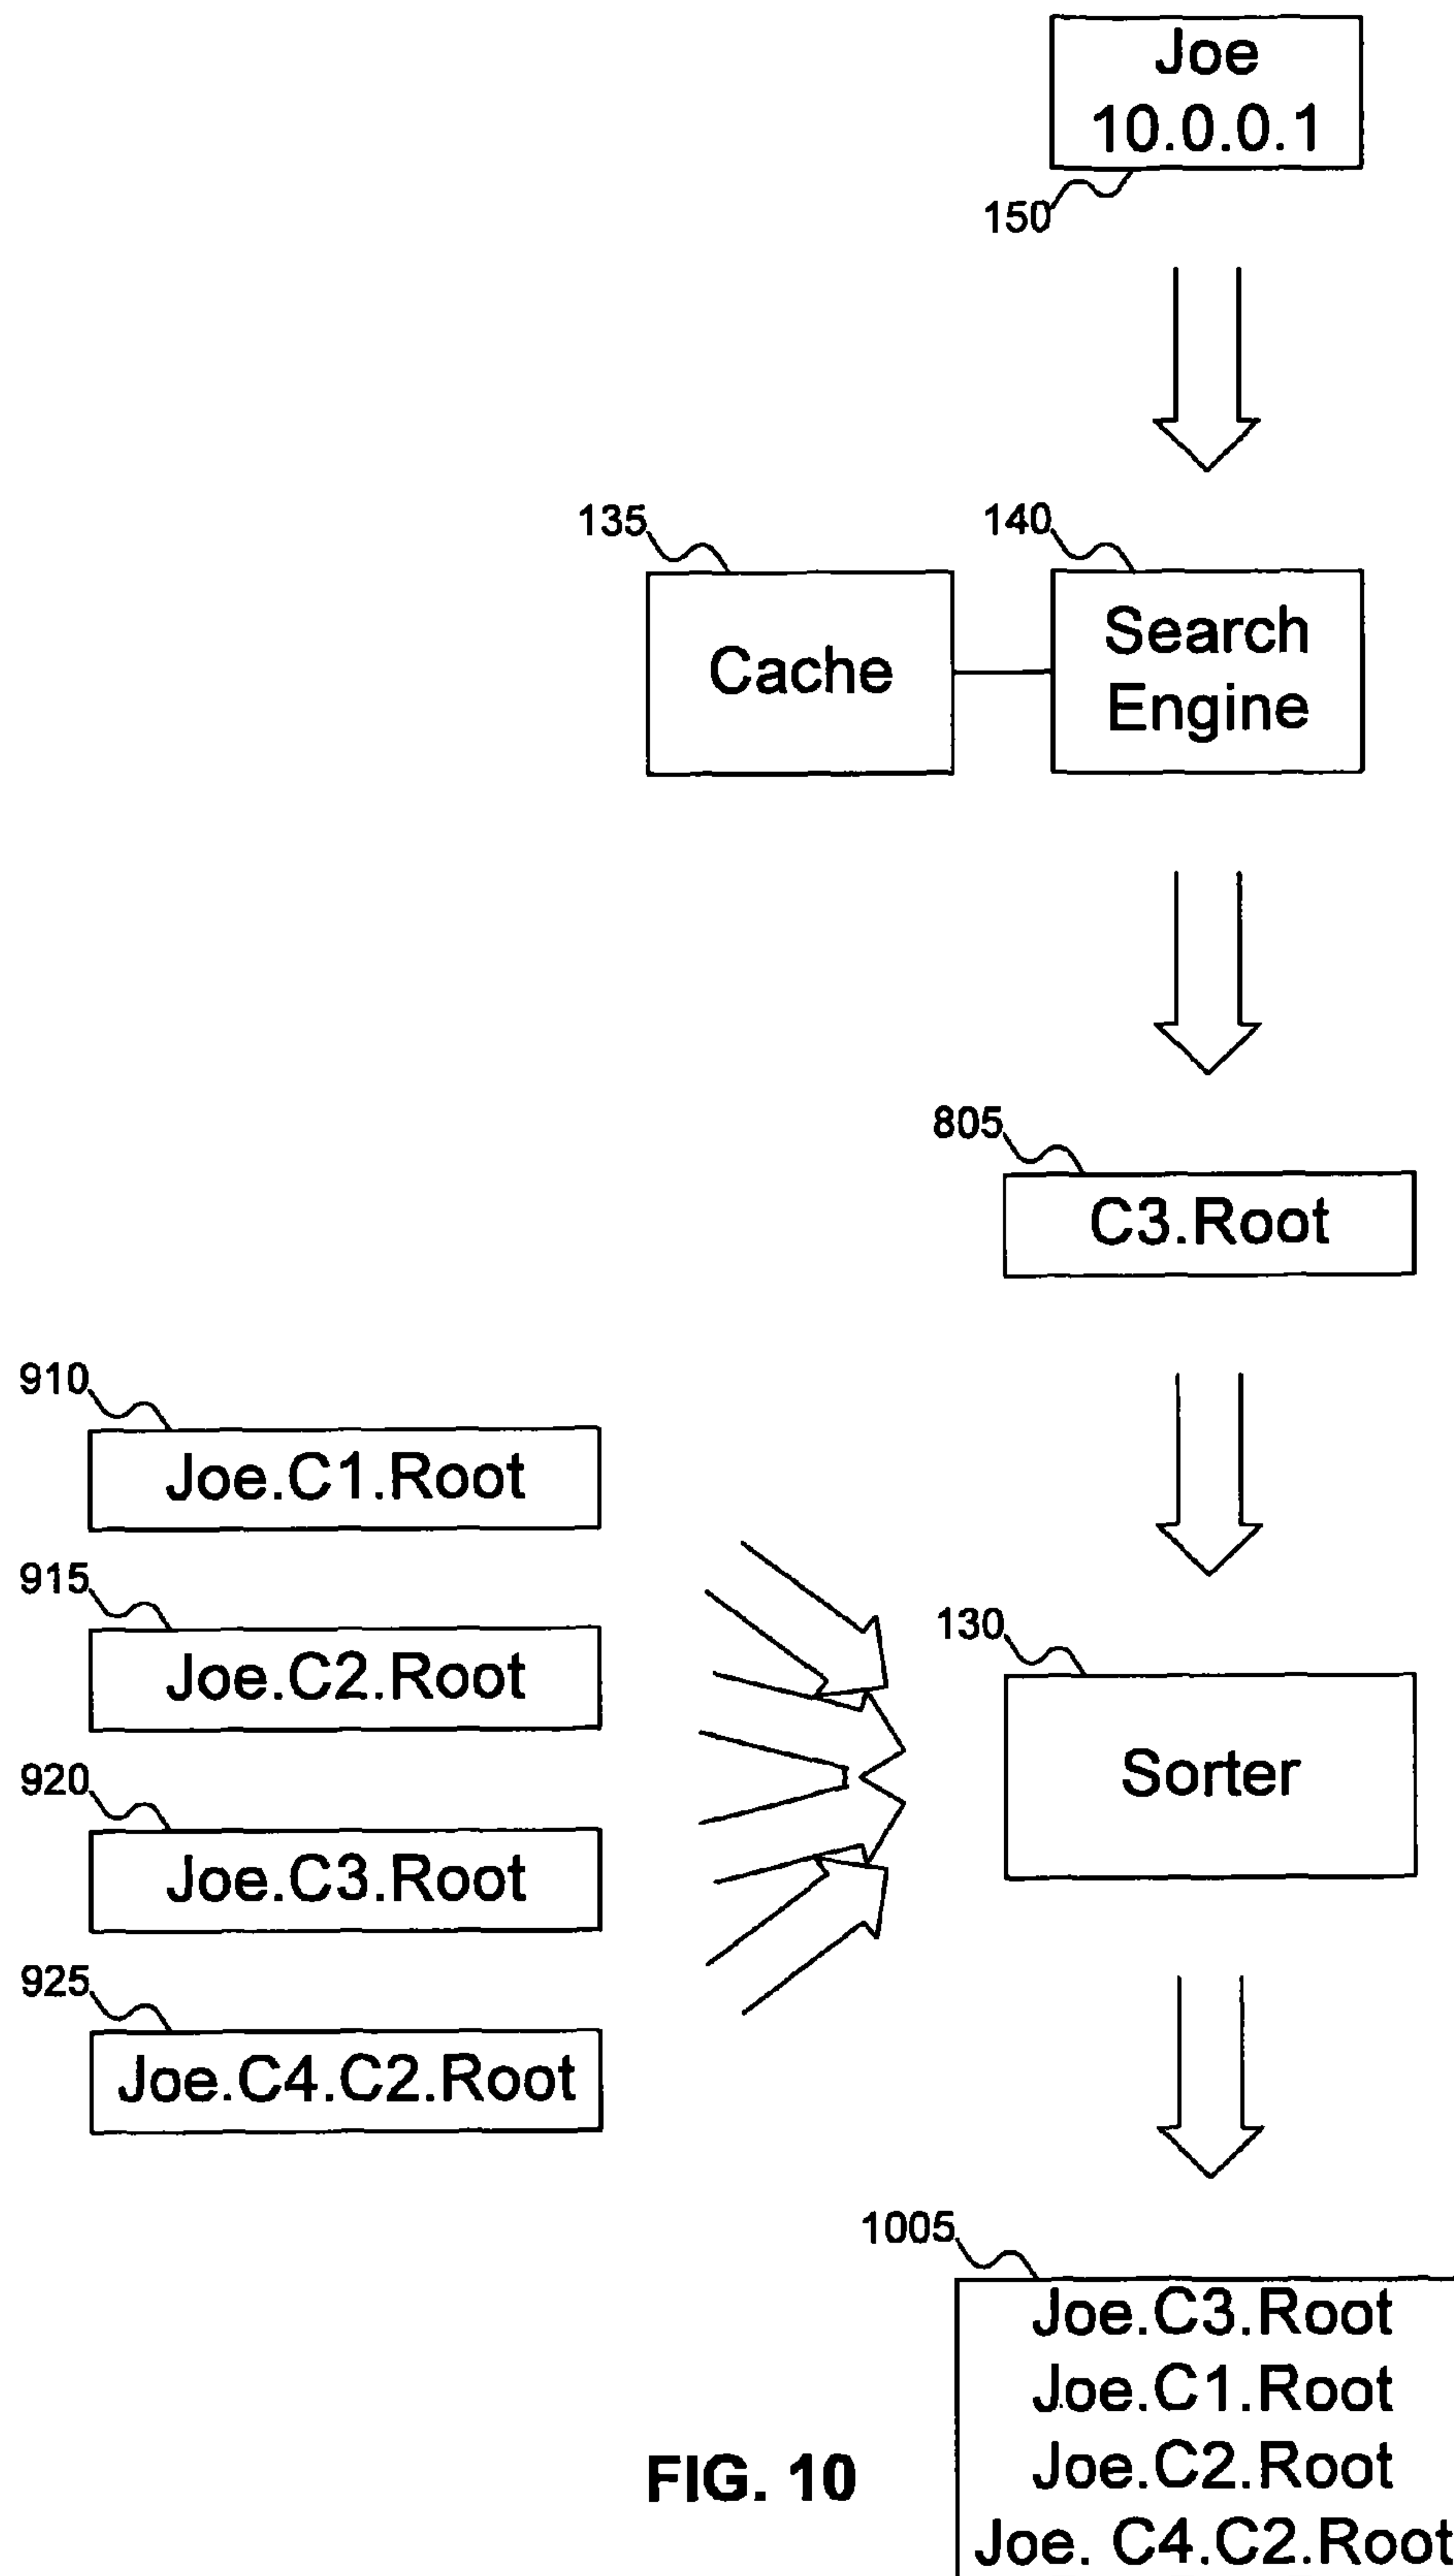 Joe
10.0.0.1
150
135
140
Cache
Search
Engine
805
C3.Root
910
Joe.C1.Root
915
Joe.C2.Root
920
Joe.C3.Root
925
Joe.C4.C2.Root
130
Sorter
1005
Joe.C3.Root
Joe.C1.Root
Joe.C2.Root
Joe. C4.C2.Root
FIG. 10